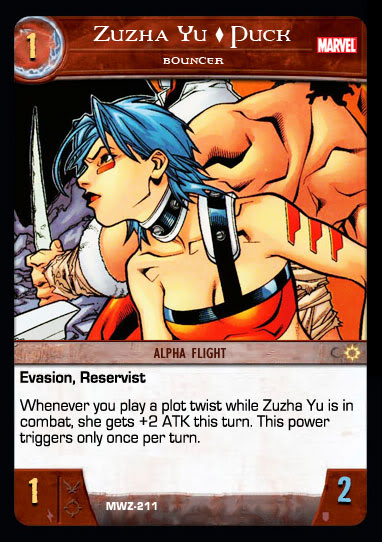 1
Zuzha Yu ♦ Puck
MARVEL
BOUNCER
ALPHA FLIGHT
Evasion, Reservist
Whenever you play a plot twist while Zuzha Yu is in
combat, she gets +2 ATK this turn. This power
triggers only once per turn.
1
MWZ-211
2